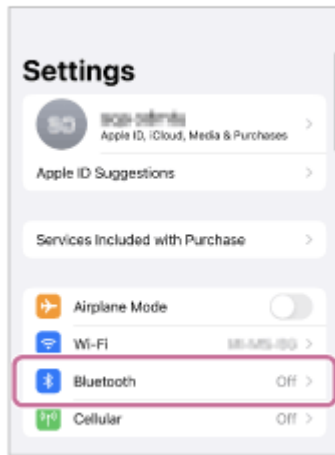 Settings
Apple ID, iCloud, Media & Purchases
Apple ID Suggestions
Services Included with Purchase
Airplane Mode
Wi-Fi
Bluetooth Off
Cellular Off